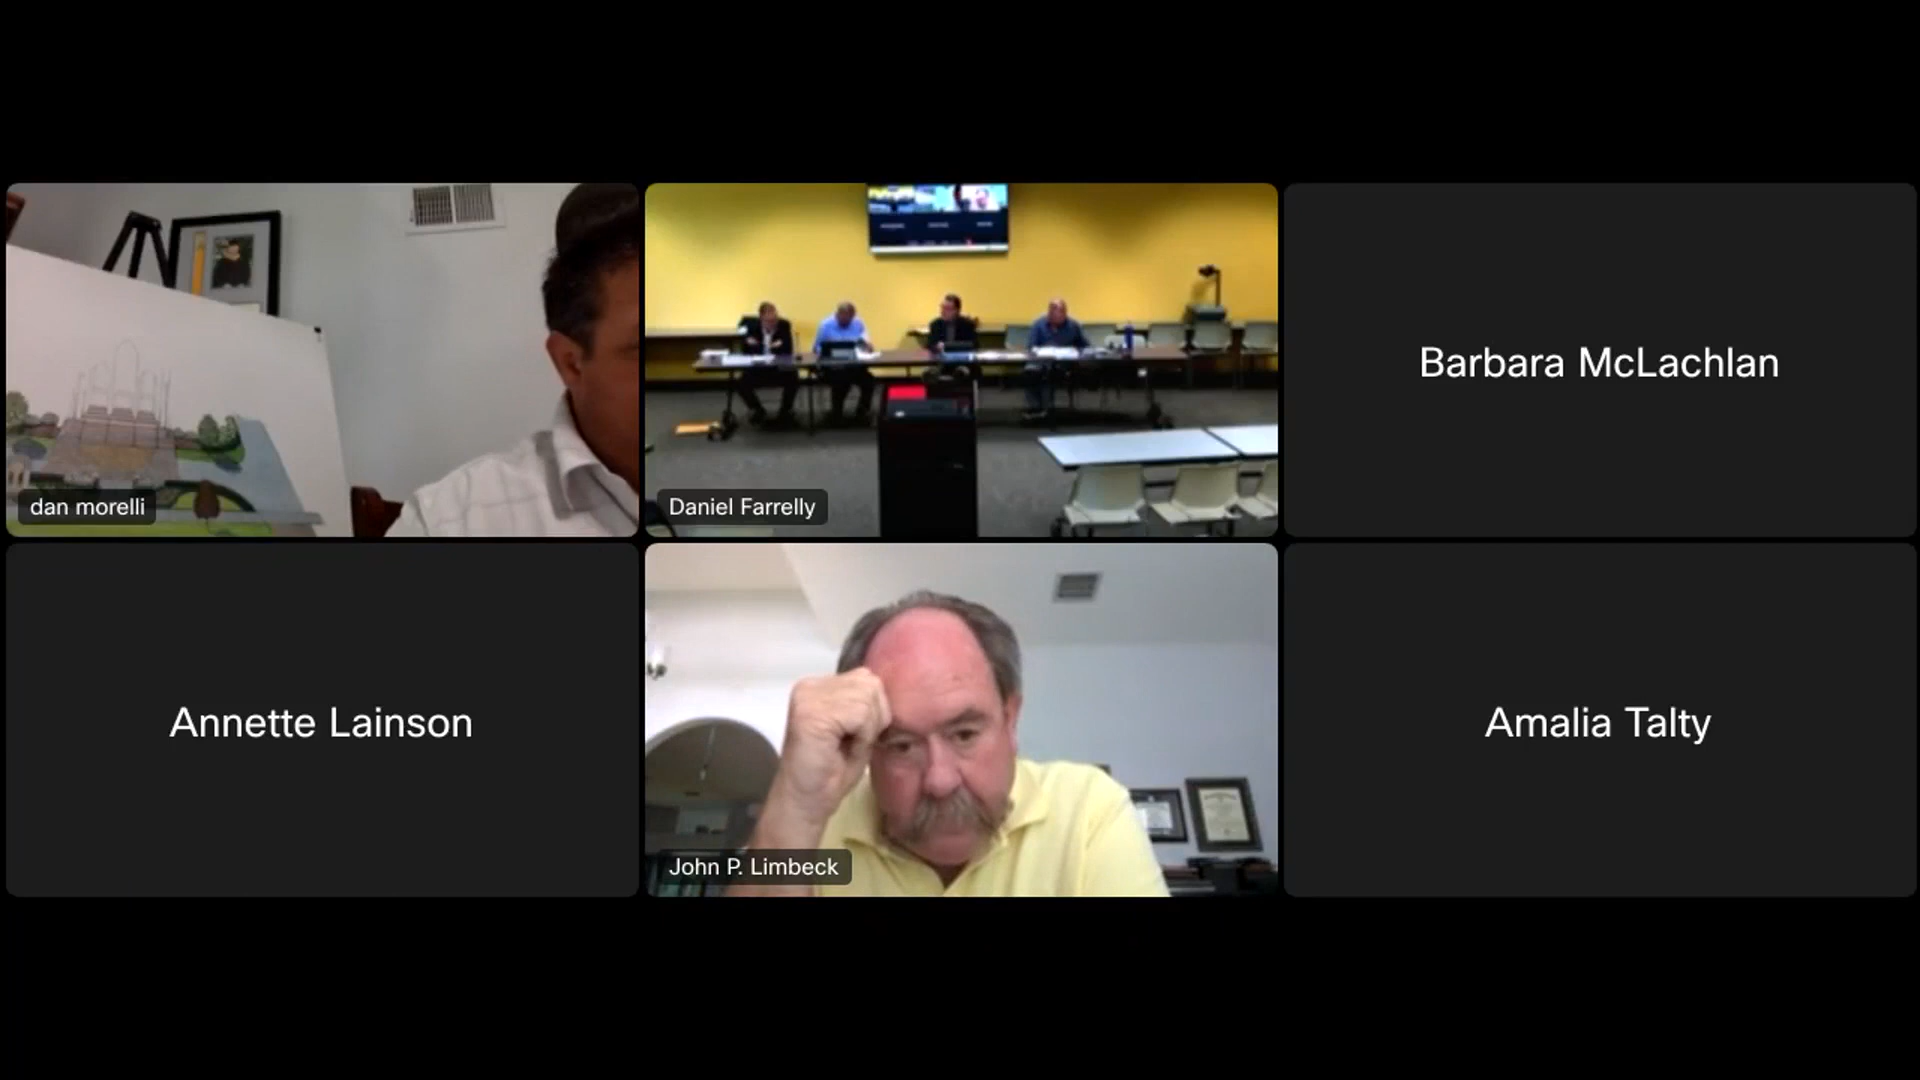 dan morelli
Daniel Farrelly
Barbara McLachlan
Annette Lainson
John P. Limbeck
Amalia Talty